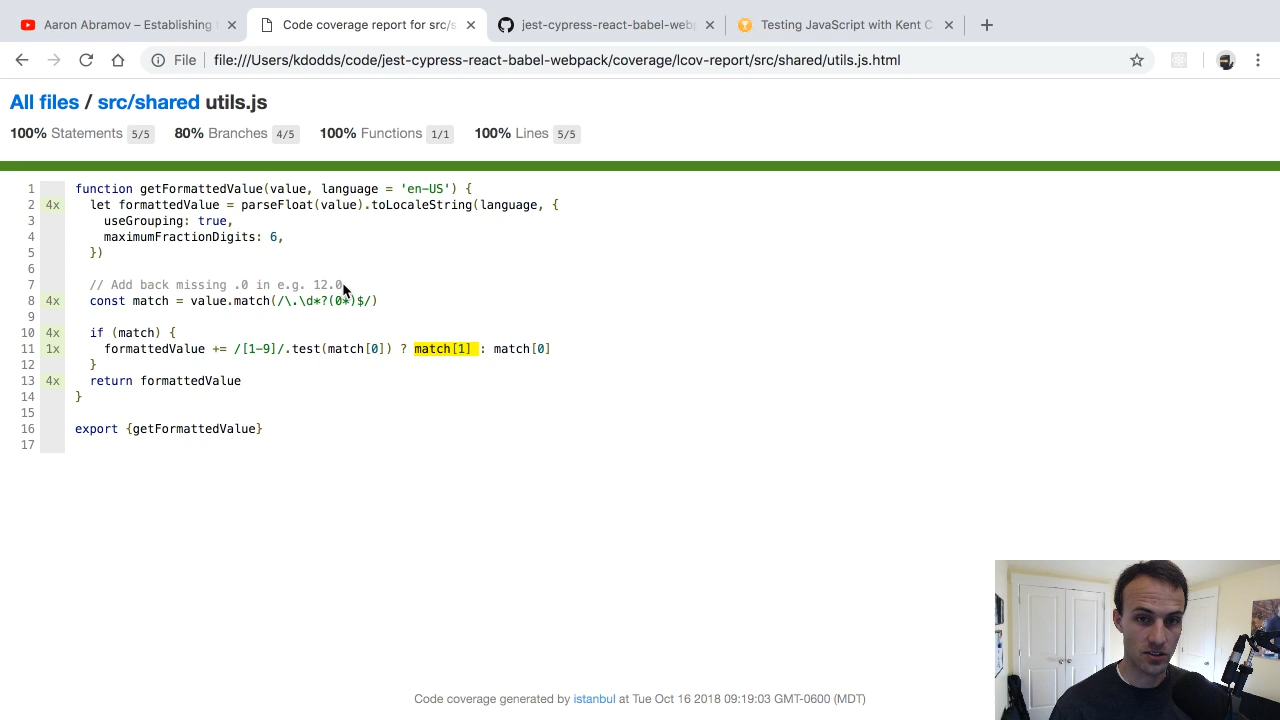 Aaron Abramov – Establishing t
Code coverage report for src/s
jest-cypress-react-babel-web
Testing JavaScript with Kent C
File
file:///Users/kdodds/code/jest-cypress-react-babel-webpack/coverage/lcov-report/src/shared/utils.js.html
All files / src/shared utils.js
100% Statements 5/5 80% Branches 4/5 100% Functions 1/1 100% Lines 5/5
1 function getFormattedValue(value, language = 'en-US') {
2 4x let formattedValue = parseFloat(value).toLocaleString(language, {
3 useGrouping: true,
4 maximumFractionDigits: 6,
5 })
6
7 // Add back missing .0 in e.g. 12.0
8 4x const match = value.match(/\.\d*?(0*)$/)
9
10 4x if (match) {
11 1x formattedValue += /[1-9]/.test(match[0]) ? match[1] : match[0]
12 }
13 4x return formattedValue
14 }
15
16 export {getFormattedValue}
17
Code coverage generated by istanbul at Tue Oct 16 2018 09:19:03 GMT-0600 (MDT)